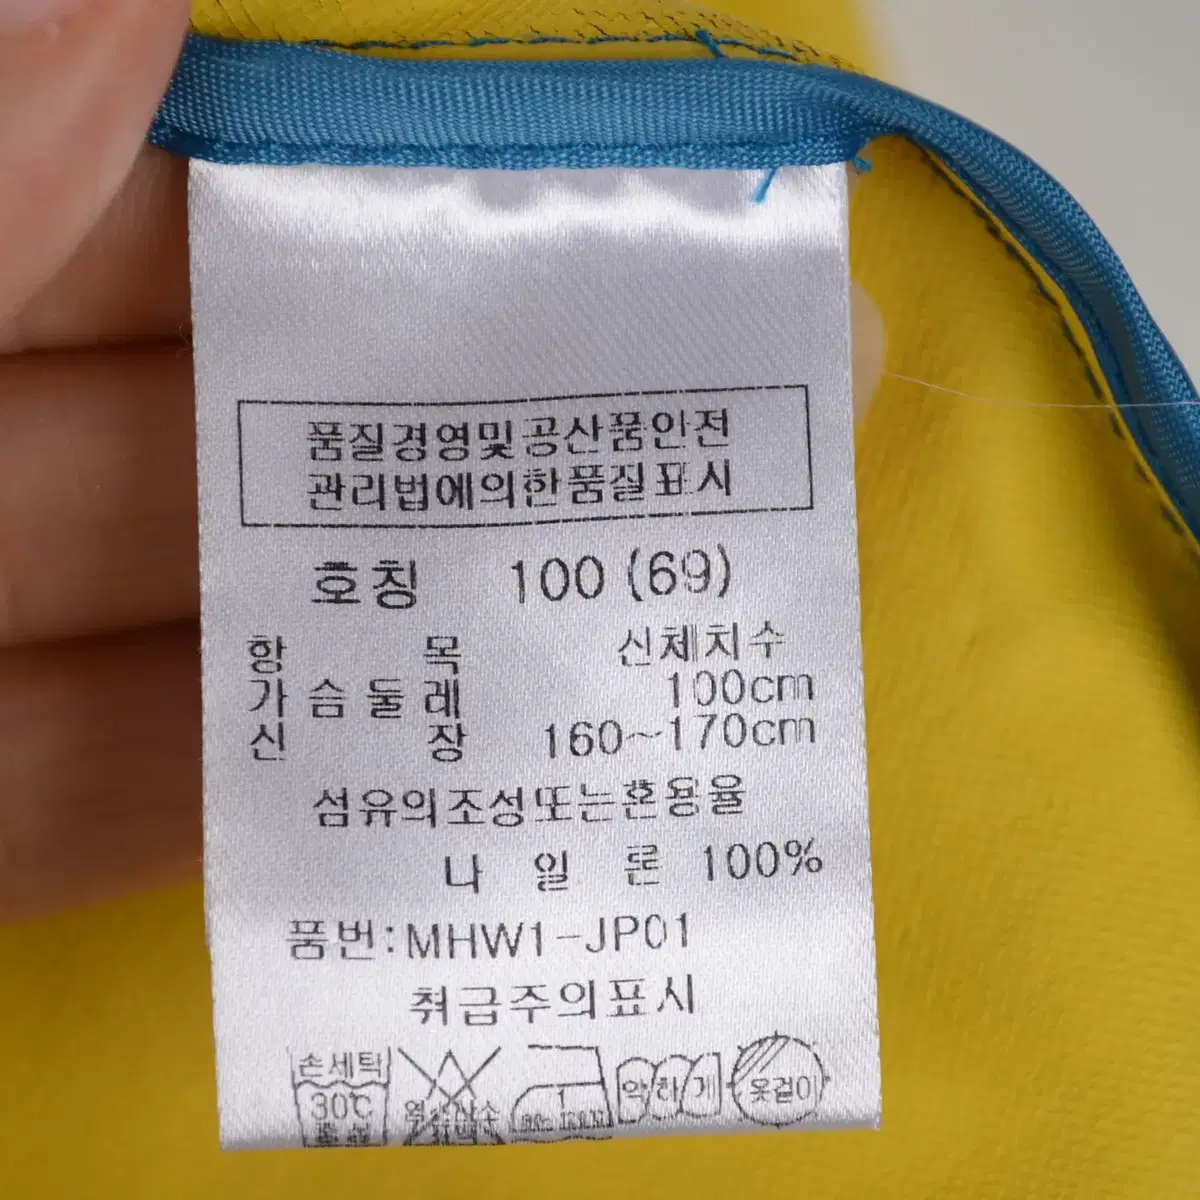 품질경영및공산품안전
관리법에의한품질표시
호칭 100 (69)
항 목 신체치수
가슴둘레 100cm
신 장 160~170cm
섬유의조성또는혼용율
나 일 론 100%
품번:MHW1-JP01
취급주의표시
손세탁 약하게 옷걸이
30℃